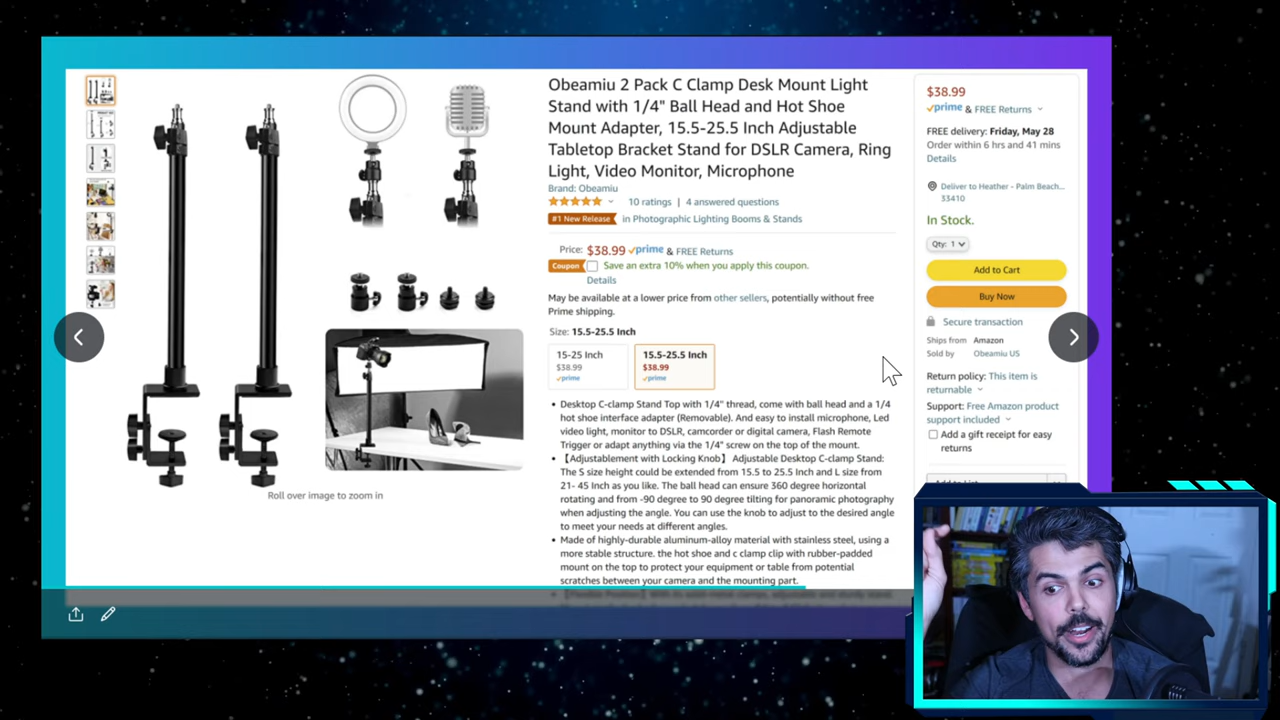 Obeamiu 2 Pack C Clamp Desk Mount Light
Stand with 1/4" Ball Head and Hot Shoe
Mount Adapter, 15.5-25.5 Inch Adjustable
Tabletop Bracket Stand for DSLR Camera, Ring
Light, Video Monitor, Microphone
Brand: Obeamiu
10 ratings | 4 answered questions
#1 New Release in Photographic Lighting Booms & Stands
Price: $38.99 prime & FREE Returns
Coupon Save an extra 10% when you apply this coupon.
Details
May be available at a lower price from other sellers, potentially without free
Prime shipping.
Size: 15.5-25.5 Inch
15-25 Inch
$38.99
prime
15.5-25.5 Inch
$38.99
prime
• Desktop C-clamp Stand Top with 1/4" thread, come with ball head and a 1/4
hot shoe interface adapter (Removable). And easy to install microphone, Led
video light, monitor to DSLR, camcorder or digital camera, Flash Remote
Trigger or adapt anything via the 1/4" screw on the top of the mount.
• 【Adjustablement with Locking Knob】 Adjustable Desktop C-clamp Stand:
The S size height could be extended from 15.5 to 25.5 Inch and L size from
21- 45 Inch as you like. The ball head can ensure 360 degree horizontal
rotating and from -90 degree to 90 degree tilting for panoramic photography
when adjusting the angle. You can use the knob to adjust to the desired angle
to meet your needs at different angles.
• Made of highly-durable aluminum-alloy material with stainless steel, using a
more stable structure. the hot shoe and c clamp clip with rubber-padded
mount on the top to protect your equipment or table from potential
scratches between your camera and the mounting part.
Roll over image to zoom in
$38.99
prime & FREE Returns
FREE delivery: Friday, May 28
Order within 6 hrs and 41 mins
Details
Deliver to Heather - Palm Beach...
33410
In Stock.
Qty: 1
Add to Cart
Buy Now
Secure transaction
Ships from Amazon
Sold by Obeamiu US
Return policy: This item is
returnable
Support: Free Amazon product
support included
Add a gift receipt for easy
returns